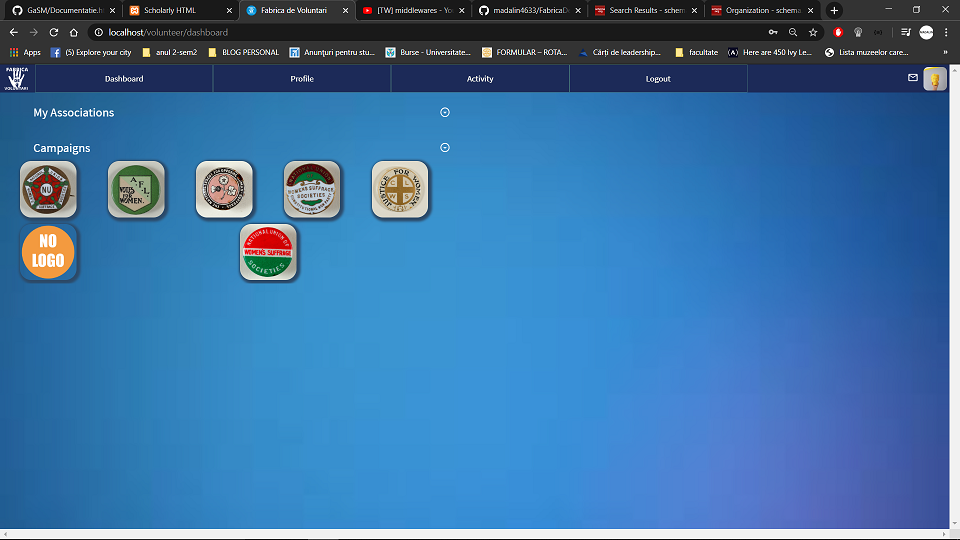 GaSM/Documentatie.ht
Scholarly HTML
Fabrica de Voluntari
[TW] middlewares - You
madalin4633/FabricaDe
Search Results - schem
Organization - schema
localhost/volunteer/dashboard
Apps
(5) Explore your city
anul 2-sem2
BLOG PERSONAL
Anunțuri pentru stu...
Burse - Universitate...
FORMULAR – ROTA...
Cărți de leadership...
facultate
Here are 450 Ivy Le...
Lista muzeelor care...
FABRICA
VOLUNTARI
Dashboard
Profile
Activity
Logout
My Associations
Campaigns
NU
A.F.L.
VOTES FOR WOMEN.
WOMEN'S SUFFRAGE
SOCIETIES
JUSTICE FOR WOMEN
NO
LOGO
NATIONAL UNION OF
WOMEN'S SUFFRAGE
SOCIETIES